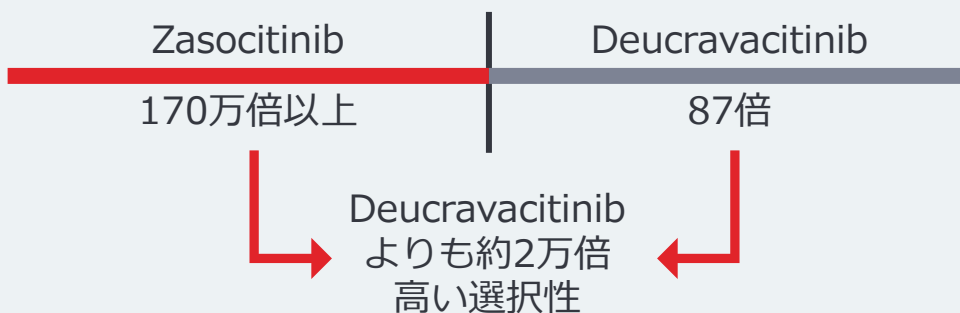 Zasocitinib
Deucravacitinib
170万倍以上
87倍
Deucravacitinib
よりも約2万倍
高い選択性